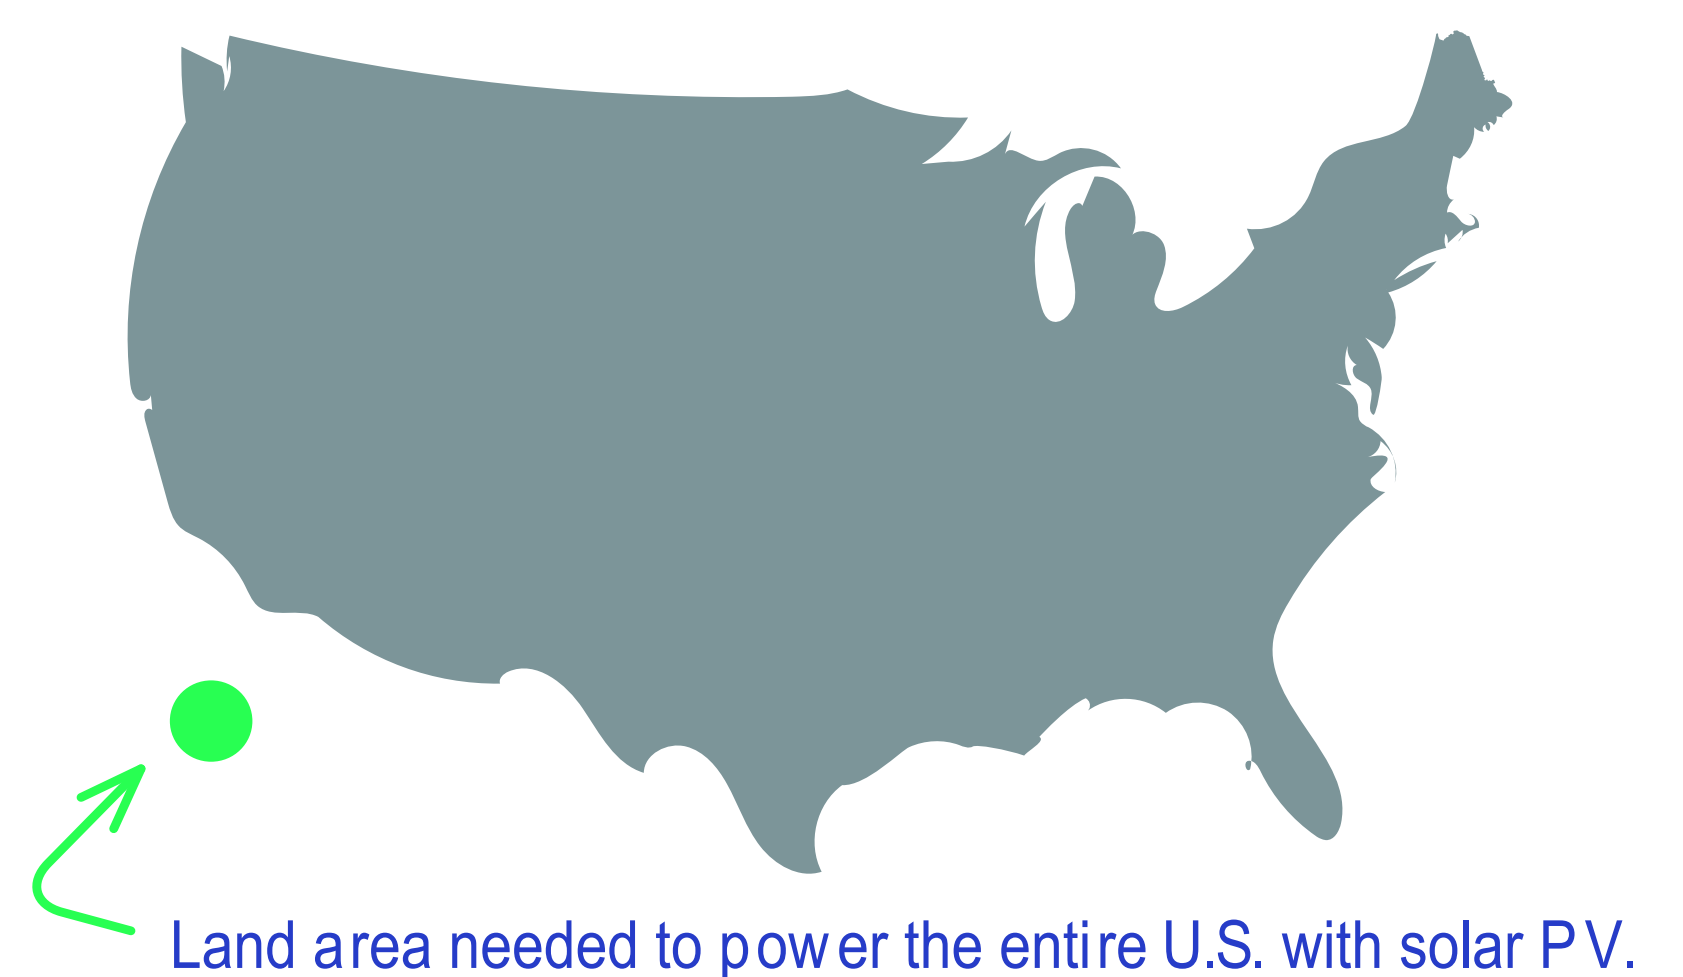 Land area needed to power the entire U.S. with solar PV.